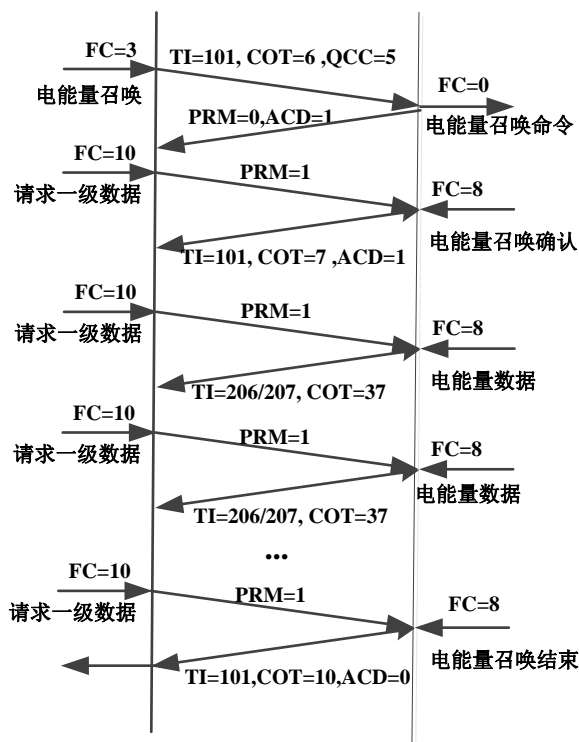 FC=3
TI=101, COT=6 ,QCC=5
电能量召唤
FC=0
PRM=0,ACD=1
电能量召唤命令
FC=10
PRM=1
请求一级数据
FC=8
电能量召唤确认
TI=101, COT=7 ,ACD=1
FC=10
PRM=1
请求一级数据
FC=8
电能量数据
TI=206/207, COT=37
FC=10
PRM=1
请求一级数据
FC=8
电能量数据
TI=206/207, COT=37
...
FC=10
PRM=1
请求一级数据
FC=8
电能量召唤结束
TI=101,COT=10,ACD=0